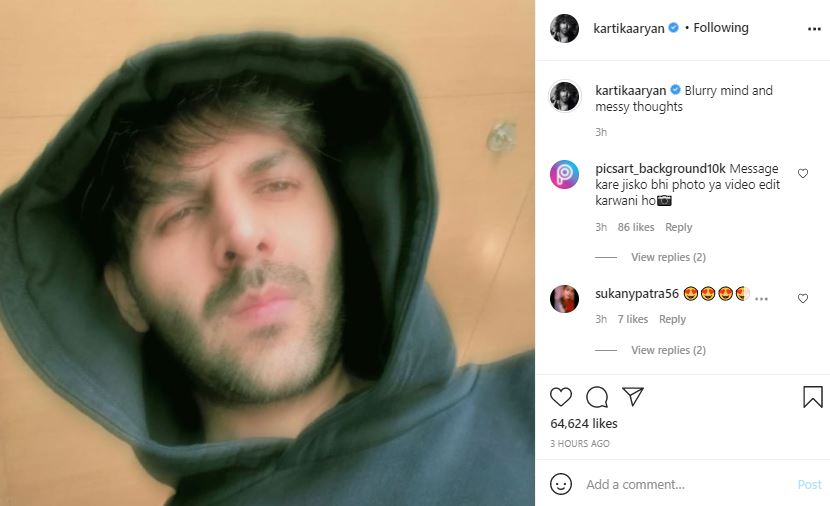 kartikaaryan • Following
kartikaaryan Blurry mind and
messy thoughts
3h
picsart_background10k Message
kare jisko bhi photo ya video edit
karwani ho📷
3h 86 likes Reply
View replies (2)
sukanypatra56 😍😍😍😍 ...
3h 7 likes Reply
View replies (2)
64,624 likes
3 HOURS AGO
Add a comment...
Post